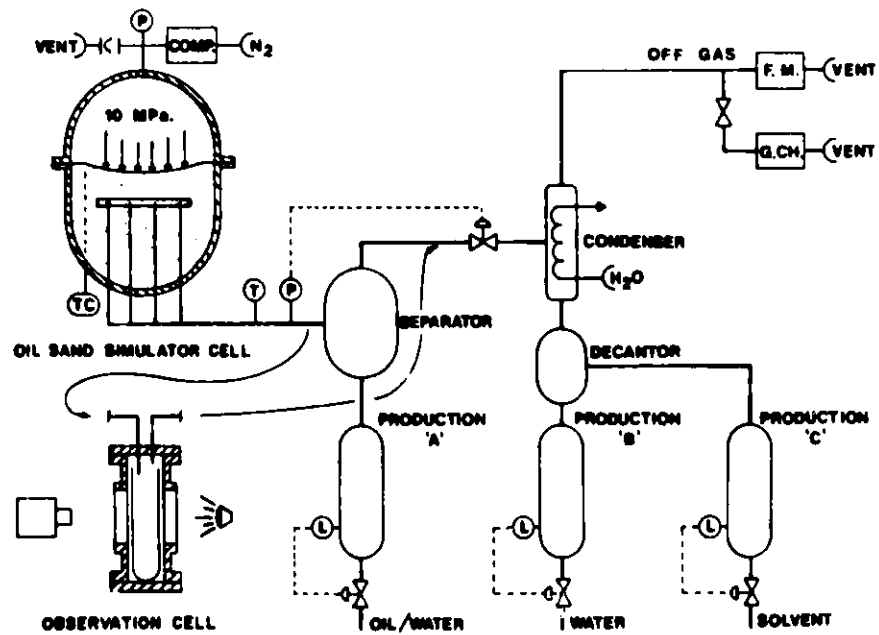 P
VENT COMP. N₂
OFF GAS
F.M. VENT
10 MPa.
G.CH. VENT
CONDENSER
H₂O
TC
T P
SEPARATOR
OIL SAND SIMULATOR CELL
DECANTOR
PRODUCTION 'A'
PRODUCTION 'B'
PRODUCTION 'C'
L L L
OBSERVATION CELL
OIL/WATER
WATER
SOLVENT